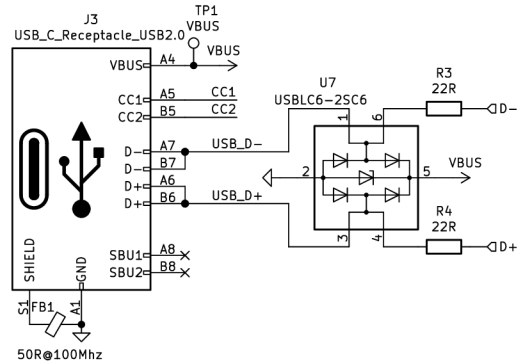 J3
USB_C_Receptacle_USB2.0
TP1
VBUS
VBUS
VBUS A4
CC1 A5 CC1
CC2 B5 CC2
D- A7 USB_D-
D- B7
D+ A6
D+ B6 USB_D+
SBU1 A8
SBU2 B8
SHIELD
GND
S1
FB1
A1
50R@100Mhz
U7
USBLC6-2SC6
1
6
2
5
VBUS
3
4
R3
22R
D-
R4
22R
D+